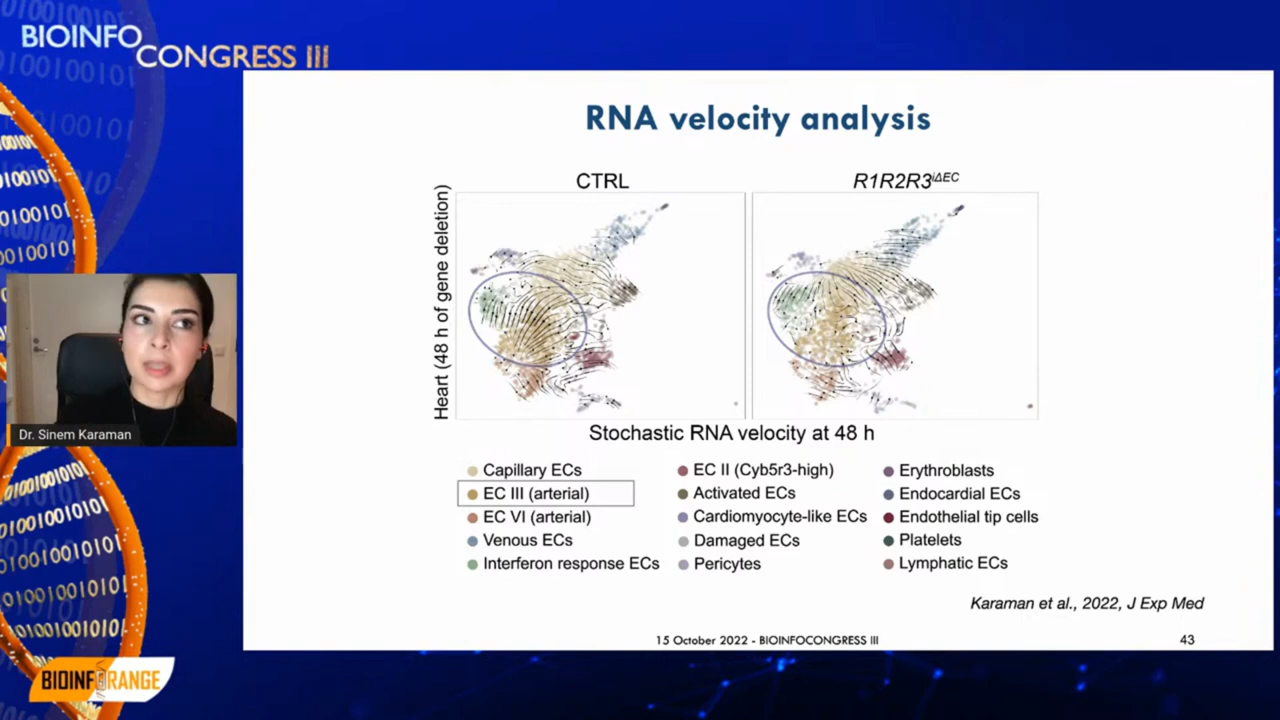 BIOINFO
CONGRESS III
RNA velocity analysis
CTRL
R1R2R3iΔEC
Heart (48 h of gene deletion)
Stochastic RNA velocity at 48 h
Capillary ECs
EC III (arterial)
EC VI (arterial)
Venous ECs
Interferon response ECs
EC II (Cyb5r3-high)
Activated ECs
Cardiomyocyte-like ECs
Damaged ECs
Pericytes
Erythroblasts
Endocardial ECs
Endothelial tip cells
Platelets
Lymphatic ECs
Karaman et al., 2022, J Exp Med
15 October 2022 - BIOINFOCONGRESS III
43
Dr. Sinem Karaman
BIOINFORANGE